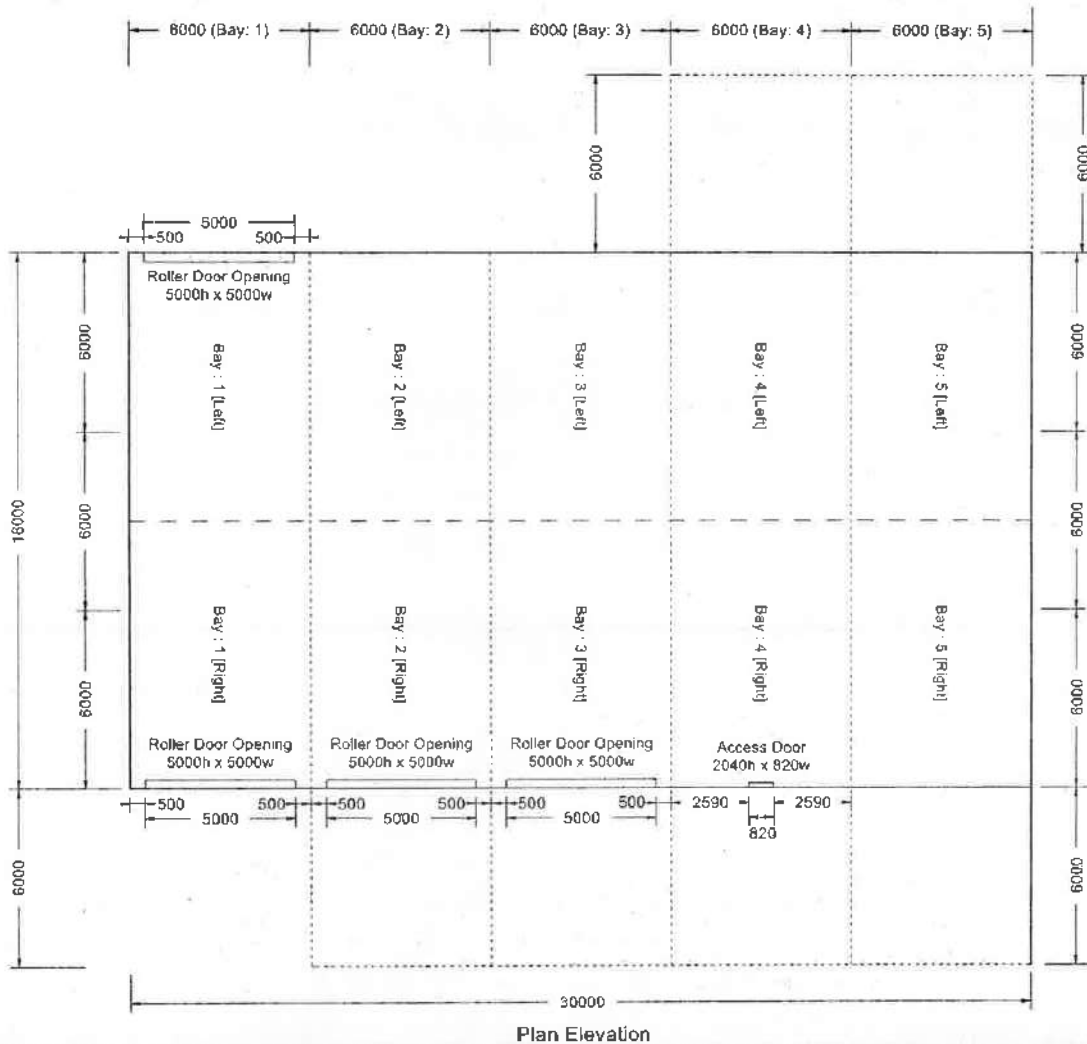 6000 (Bay: 1)
6000 (Bay: 2)
6000 (Bay: 3)
6000 (Bay: 4)
6000 (Bay: 5)
6000
6000
5000
500
500
Roller Door Opening
5000h x 5000w
18000
6000
6000
6000
6000
6000
6000
Bay : 1 [Left]
Bay : 2 [Left]
Bay : 3 [Left]
Bay : 4 [Left]
Bay : 5 [Left]
Bay : 1 [Right]
Bay : 2 [Right]
Bay : 3 [Right]
Bay : 4 [Right]
Bay : 5 [Right]
Roller Door Opening
5000h x 5000w
Roller Door Opening
5000h x 5000w
Roller Door Opening
5000h x 5000w
Access Door
2040h x 820w
500
500
500
500
500
500
2590
2590
5000
5000
5000
820
6000
6000
30000
Plan Elevation